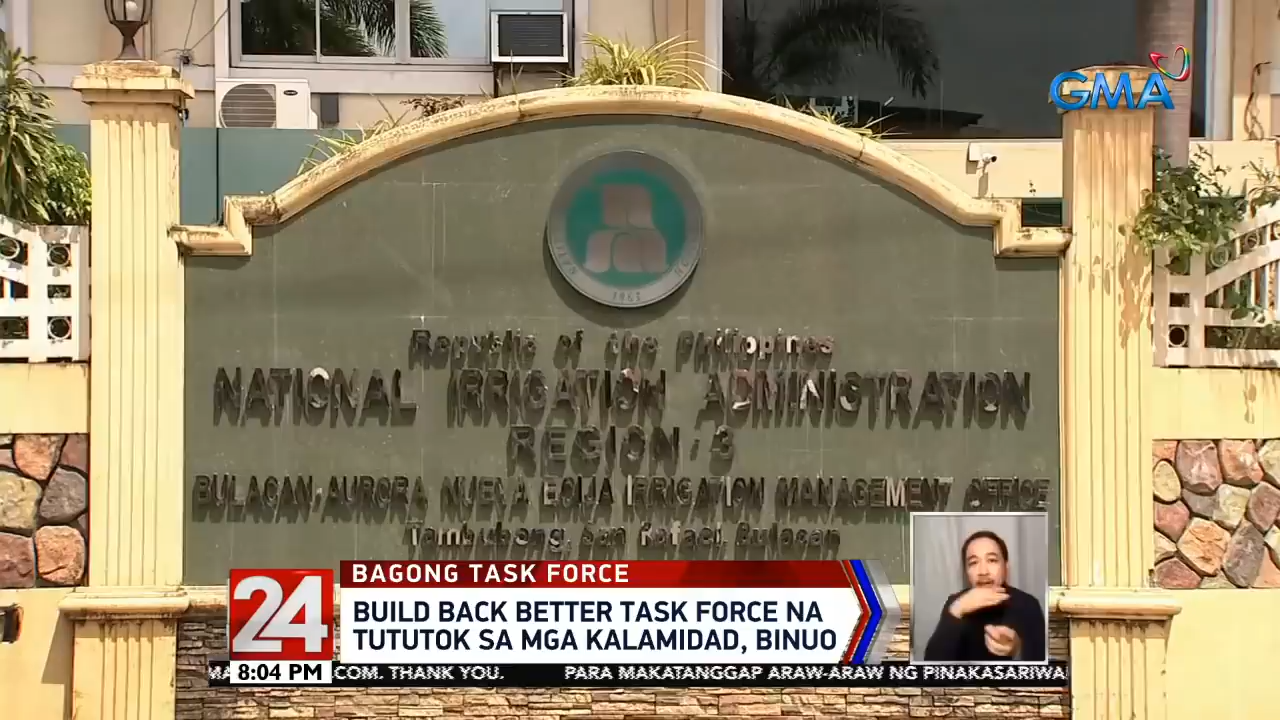 GMA
1963
Republic of the Philippines
NATIONAL IRRIGATION ADMINISTRATION
REGION 3
BULACAN-AURORA NUEVA ECIJA IRRIGATION MANAGEMENT OFFICE
Tambubong, San Rafael, Bulacan
BAGONG TASK FORCE
24
BUILD BACK BETTER TASK FORCE NA
TUTUTOK SA MGA KALAMIDAD, BINUO
8:04 PM
COM. THANK YOU. PARA MAKATANGGAP ARAW-ARAW NG PINAKASARIWA